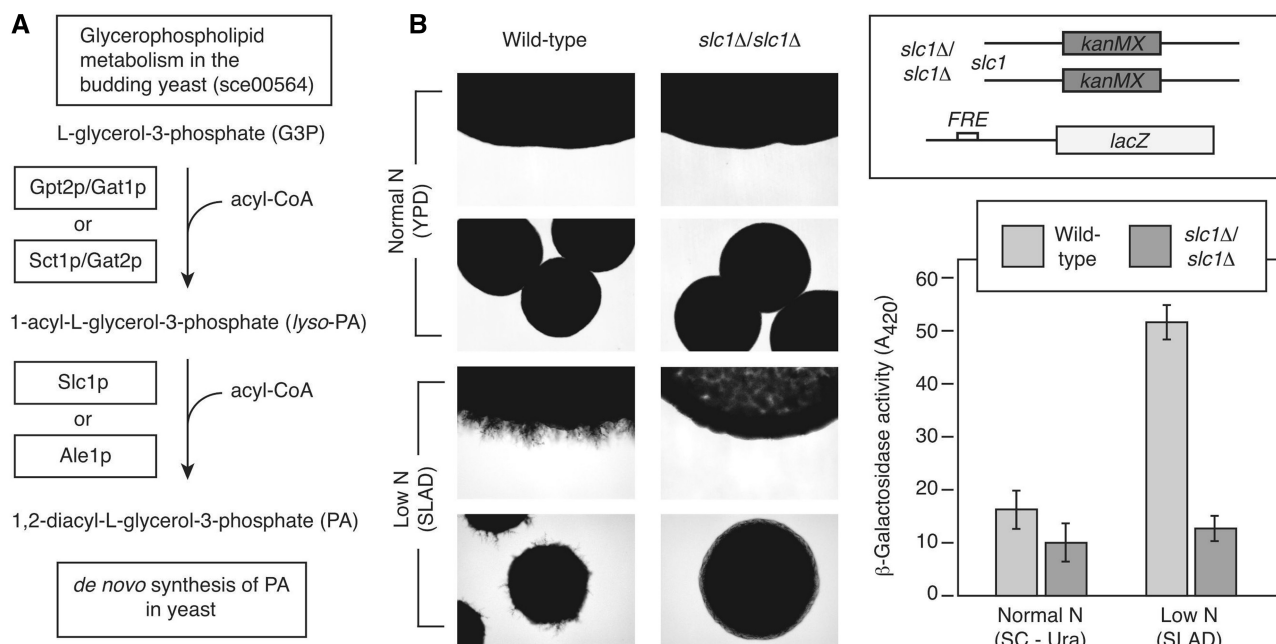 A
Glycerophospholipid
metabolism in the
budding yeast (sce00564)
L-glycerol-3-phosphate (G3P)
Gpt2p/Gat1p
or
Sct1p/Gat2p
acyl-CoA
1-acyl-L-glycerol-3-phosphate (lyso-PA)
Slc1p
or
Ale1p
acyl-CoA
1,2-diacyl-L-glycerol-3-phosphate (PA)
de novo synthesis of PA
in yeast
B
Wild-type
slc1Δ/slc1Δ
Normal N
(YPD)
Low N
(SLAD)
slc1Δ/
slc1Δ
slc1
kanMX
kanMX
FRE
lacZ
Wild-
type
slc1Δ/
slc1Δ
β-Galactosidase activity (A420)
60
50
40
30
20
10
0
Normal N
(SC - Ura)
Low N
(SLAD)